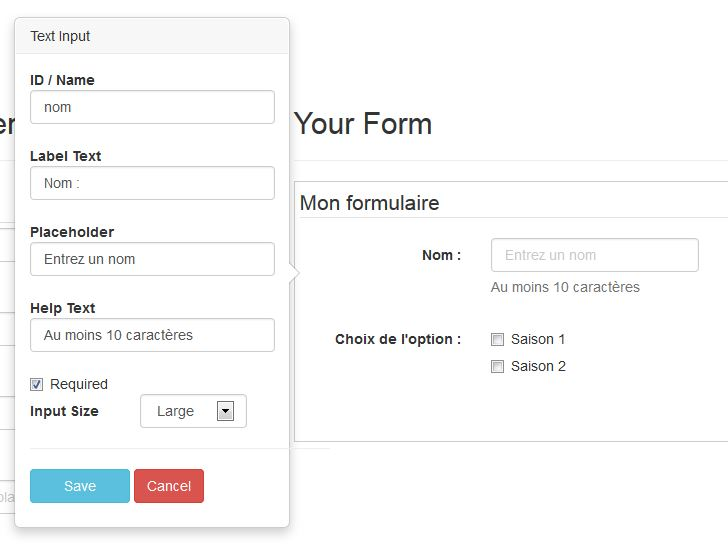 Text Input
ID / Name
nom
Label Text
Nom :
Placeholder
Entrez un nom
Help Text
Au moins 10 caractères
Required
Input Size
Large
Save
Cancel
er
Your Form
Mon formulaire
Nom :
Entrez un nom
Au moins 10 caractères
Choix de l'option :
Saison 1
Saison 2
pla